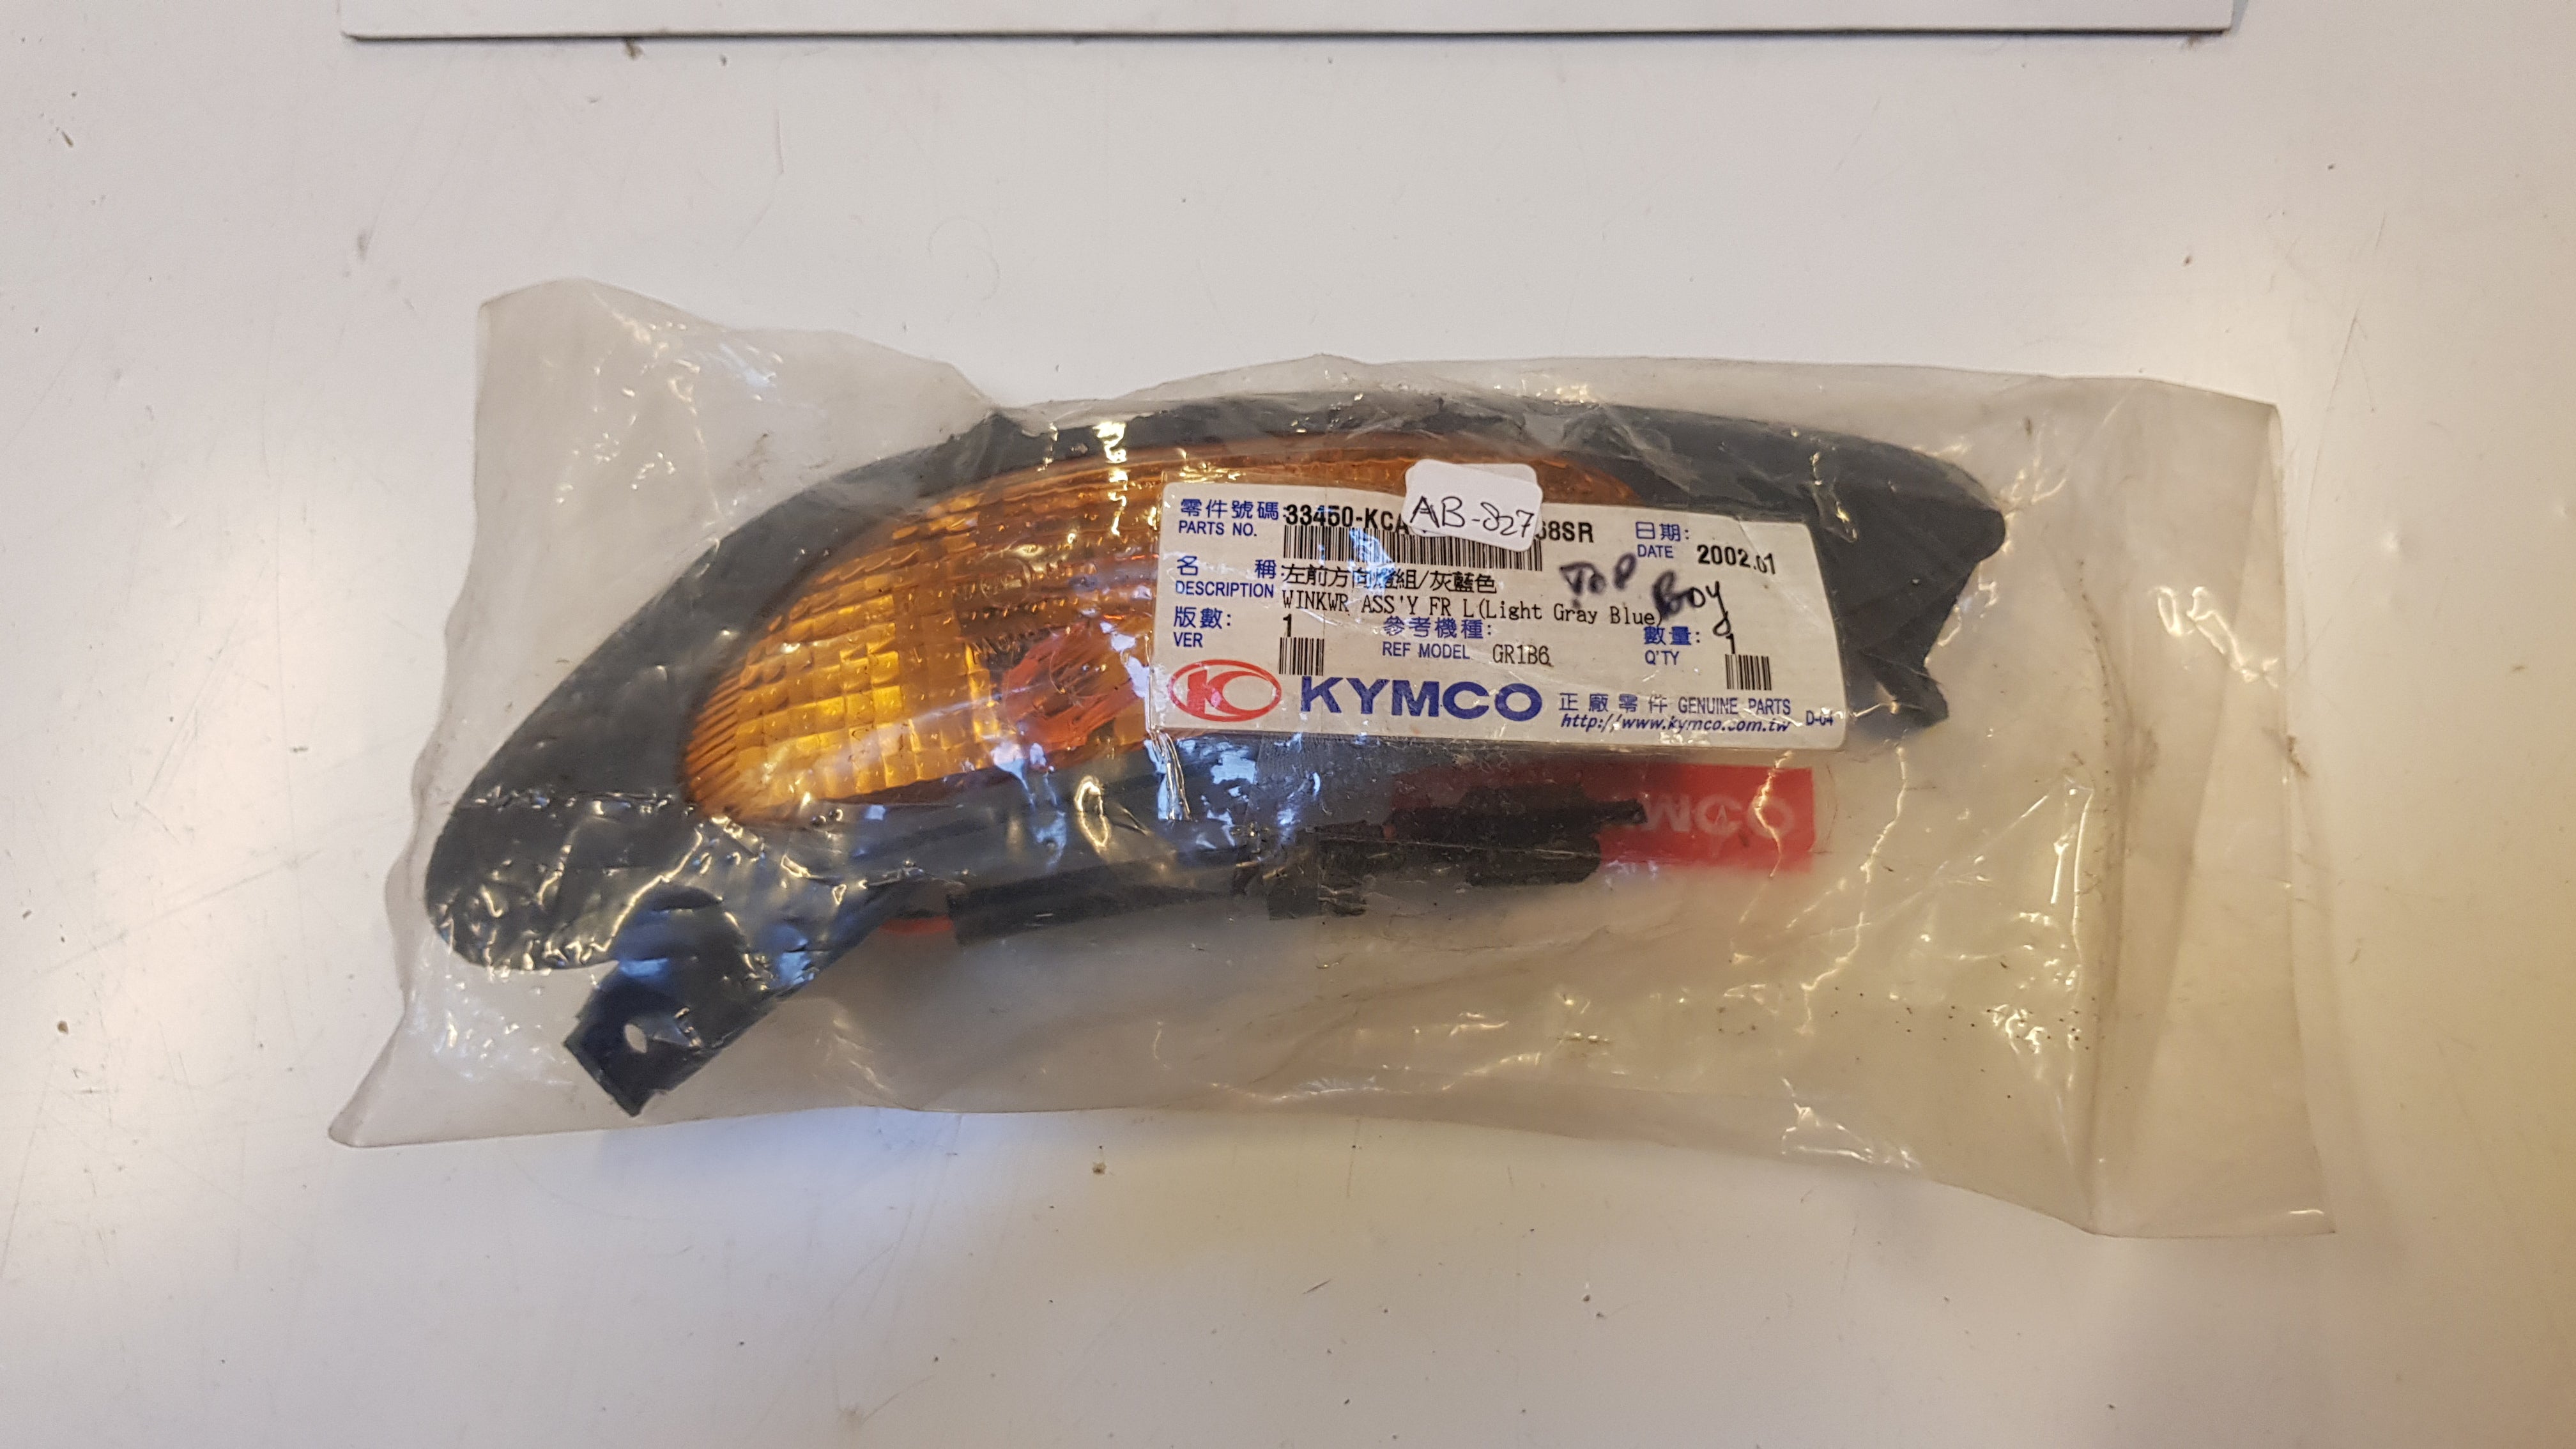 零件號碼: 33450-KCA 68SR 日期:
PARTS NO. DATE 2002.01
AB-827
名 稱: 左前方向燈組/灰藍色 TOP Boy
DESCRIPTION WINKWR ASS'Y FR L(Light Gray Blue)
版數: 1 參考機種: 數量: 1
VER REF MODEL GR1B6 Q'TY
KYMCO 正廠零件 GENUINE PARTS
http://www.kymco.com.tw D-04
MCO